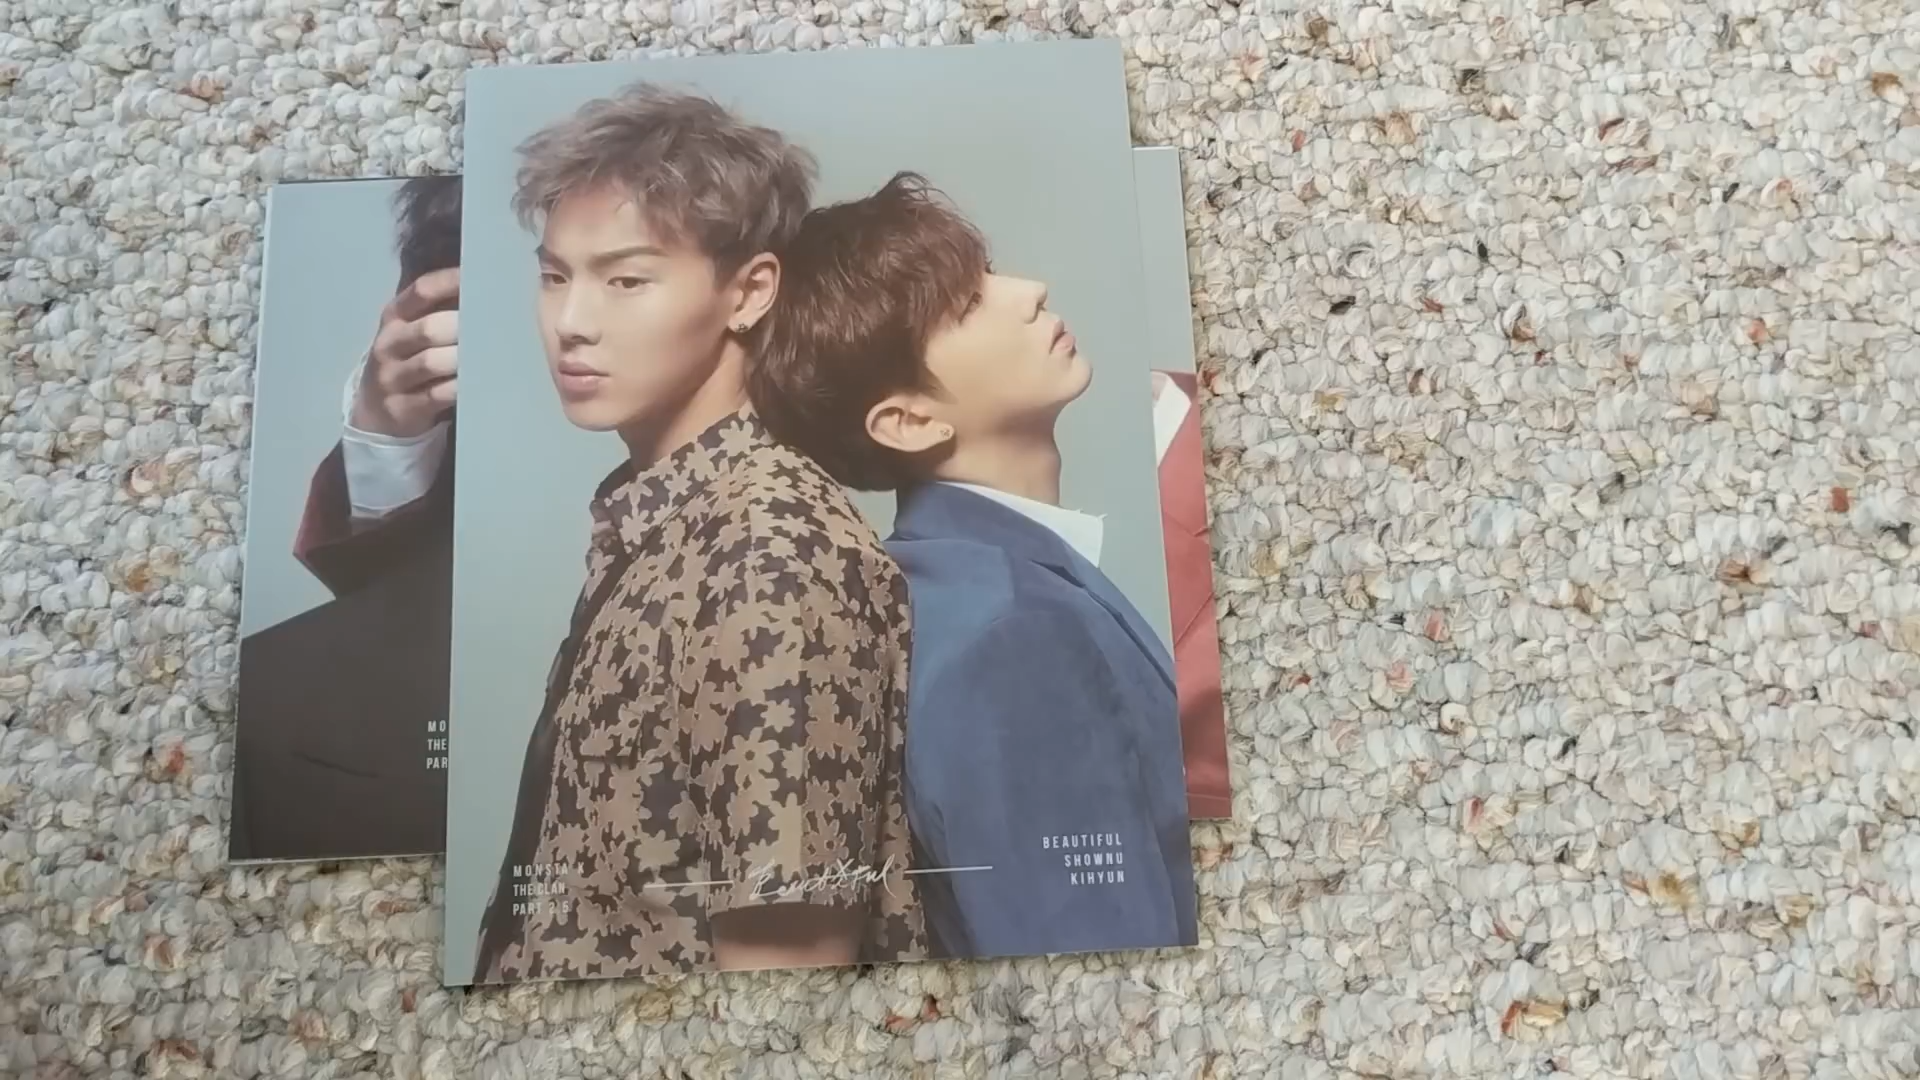 MO
THE
PAR
MONSTA X
THE CLAN
PART 2.5
Beautiful
BEAUTIFUL
SHOWNU
KIHYUN